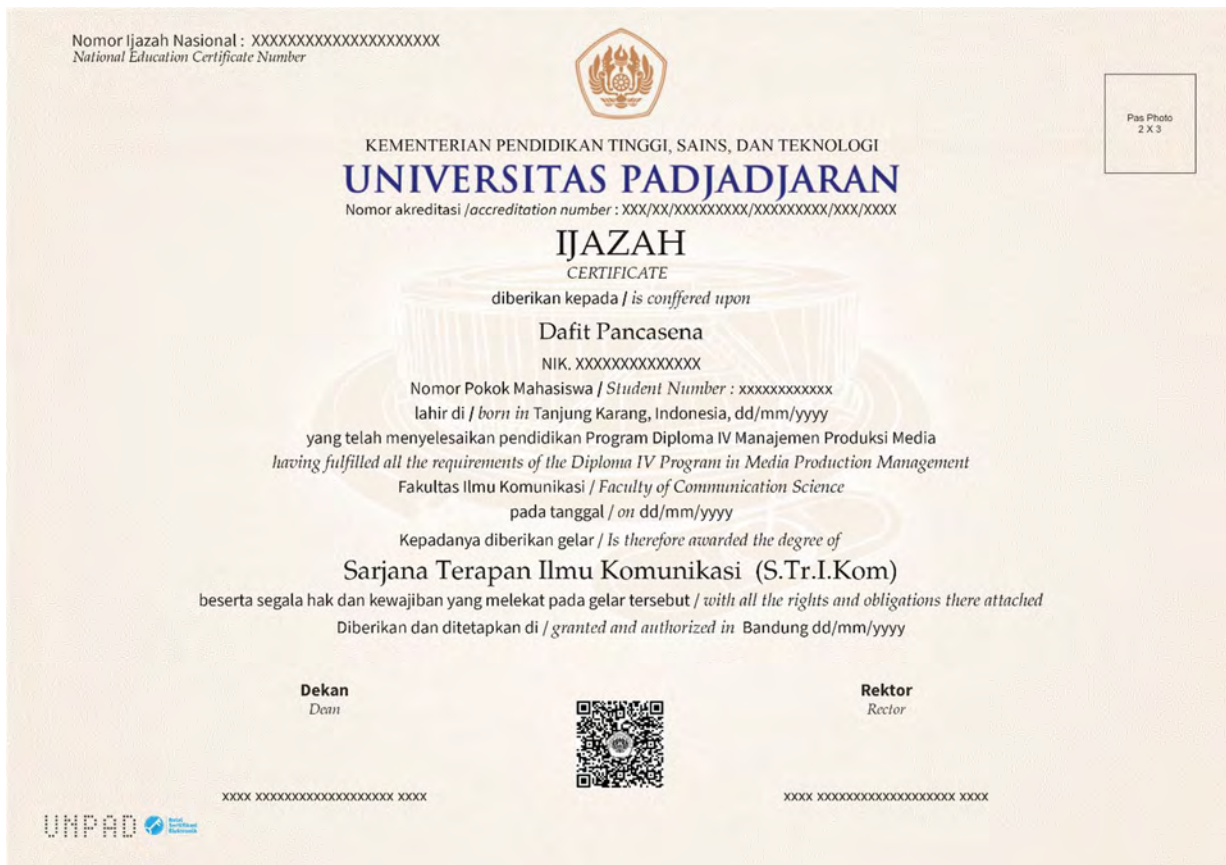 Nomor Ijazah Nasional : XXXXXXXXXXXXXXXXXXXXX
National Education Certificate Number
Pas Photo
2 X 3
KEMENTERIAN PENDIDIKAN TINGGI, SAINS, DAN TEKNOLOGI
UNIVERSITAS PADJADJARAN
Nomor akreditasi /accreditation number : XXX/XX/XXXXXXXXX/XXXXXXXXX/XXX/XXXX
IJAZAH
CERTIFICATE
diberikan kepada / is conffered upon
Dafit Pancasena
NIK. XXXXXXXXXXXXXX
Nomor Pokok Mahasiswa / Student Number : xxxxxxxxxxxx
lahir di / born in Tanjung Karang, Indonesia, dd/mm/yyyy
yang telah menyelesaikan pendidikan Program Diploma IV Manajemen Produksi Media
having fulfilled all the requirements of the Diploma IV Program in Media Production Management
Fakultas Ilmu Komunikasi / Faculty of Communication Science
pada tanggal / on dd/mm/yyyy
Kepadanya diberikan gelar / Is therefore awarded the degree of
Sarjana Terapan Ilmu Komunikasi (S.Tr.I.Kom)
beserta segala hak dan kewajiban yang melekat pada gelar tersebut / with all the rights and obligations there attached
Diberikan dan ditetapkan di / granted and authorized in Bandung dd/mm/yyyy
Dekan
Dean
Rektor
Rector
xxxx xxxxxxxxxxxxxxxxxxx xxxx
xxxx xxxxxxxxxxxxxxxxxxx xxxx
UNPAD
Balai
Sertifikasi
Elektronik